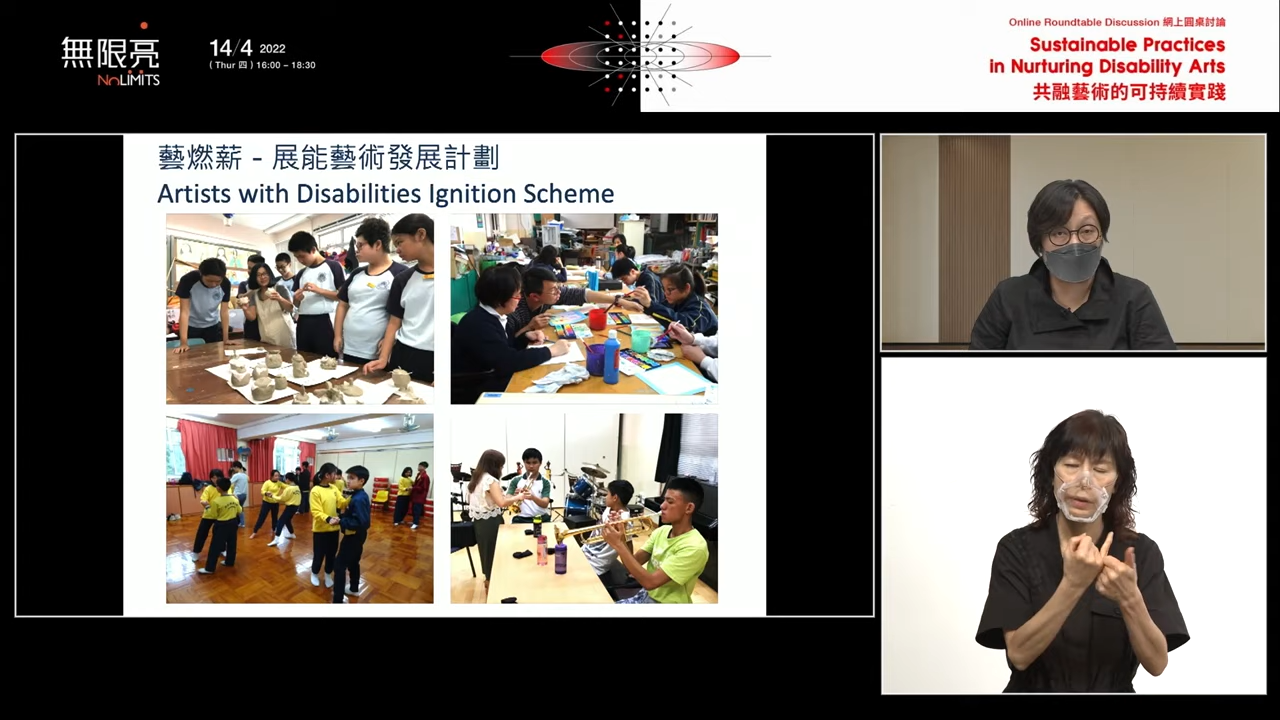 無限亮
NoLIMITS
14/4 2022
( Thur 四 ) 16:00 – 18:30
Online Roundtable Discussion 網上圓桌討論
Sustainable Practices
in Nurturing Disability Arts
共融藝術的可持續實踐
藝燃薪 - 展能藝術發展計劃
Artists with Disabilities Ignition Scheme